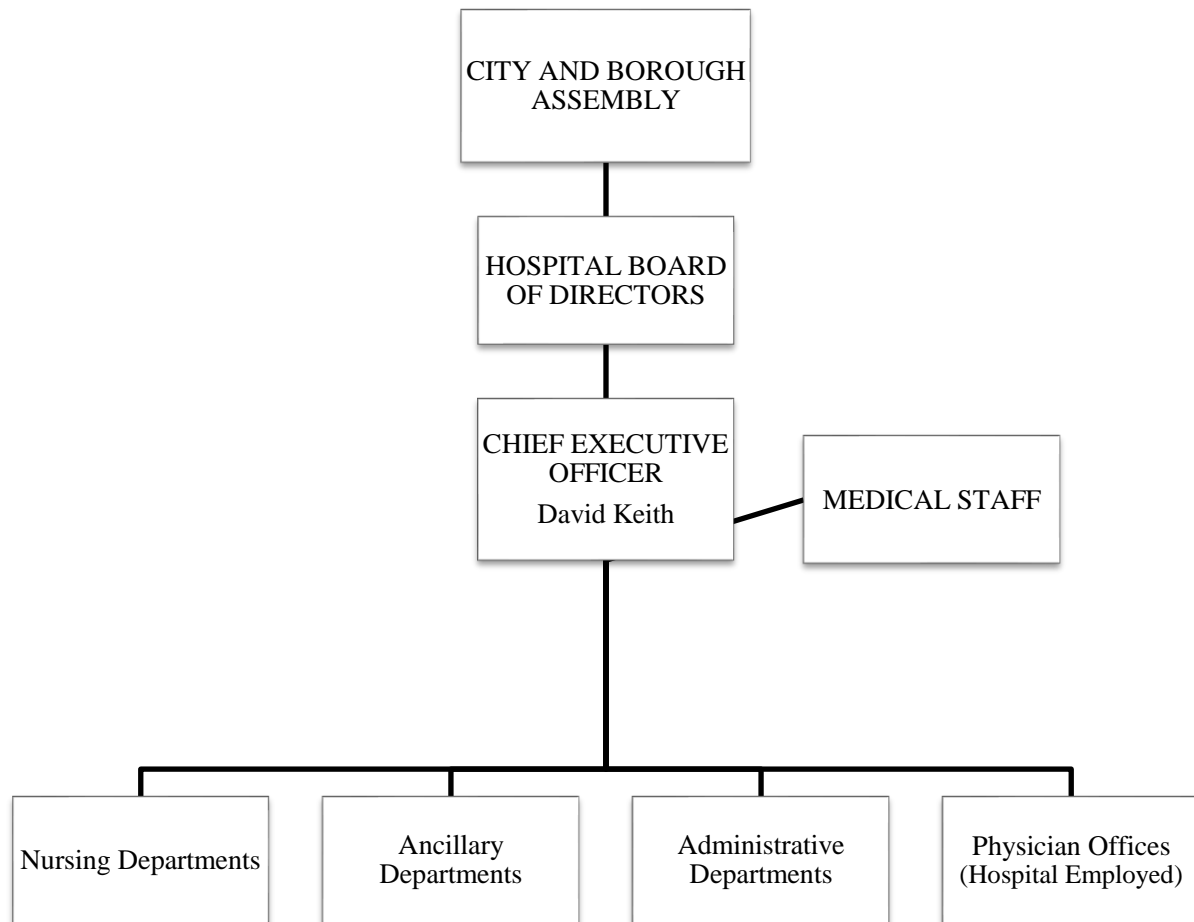 CITY AND BOROUGH
ASSEMBLY
HOSPITAL BOARD
OF DIRECTORS
CHIEF EXECUTIVE
OFFICER
David Keith
MEDICAL STAFF
Nursing Departments
Ancillary
Departments
Administrative
Departments
Physician Offices
(Hospital Employed)